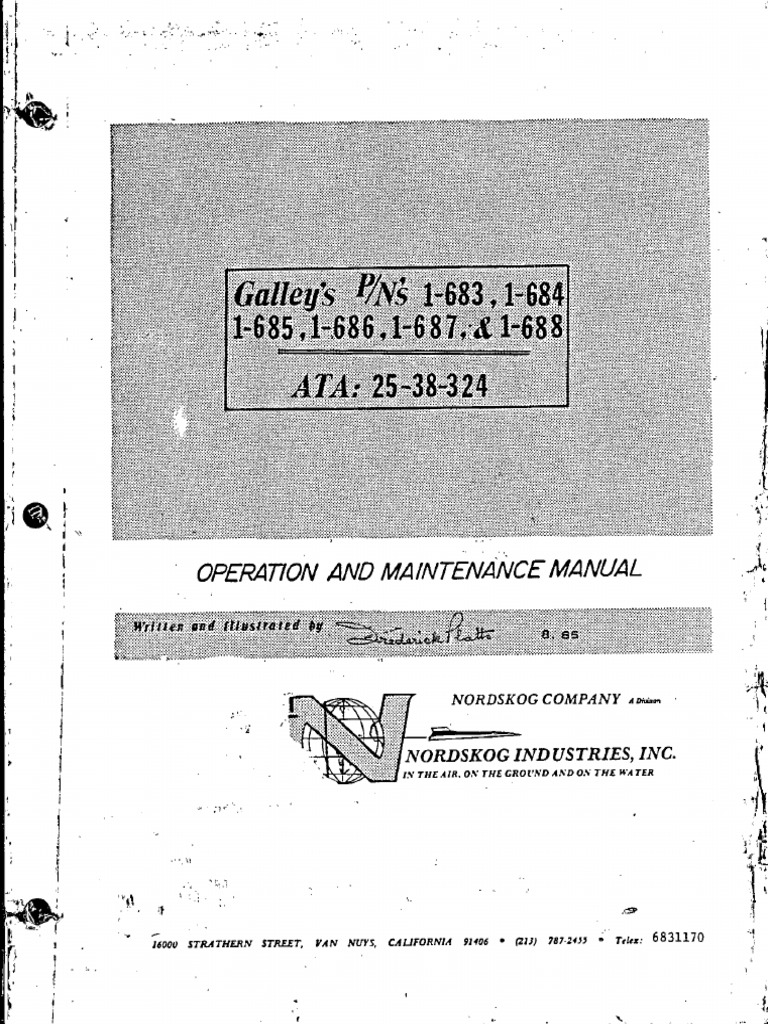 Galley's P/N's 1-683, 1-684
1-685, 1-686, 1-687, & 1-688
ATA: 25-38-324
OPERATION AND MAINTENANCE MANUAL
Written and Illustrated by Frederick Platts 8. 85
NORDSKOG COMPANY A Division
NORDSKOG INDUSTRIES, INC.
IN THE AIR, ON THE GROUND AND ON THE WATER
16000 STRATHERN STREET, VAN NUYS, CALIFORNIA 91406 • (213) 787-2455 • Telex: 6831170